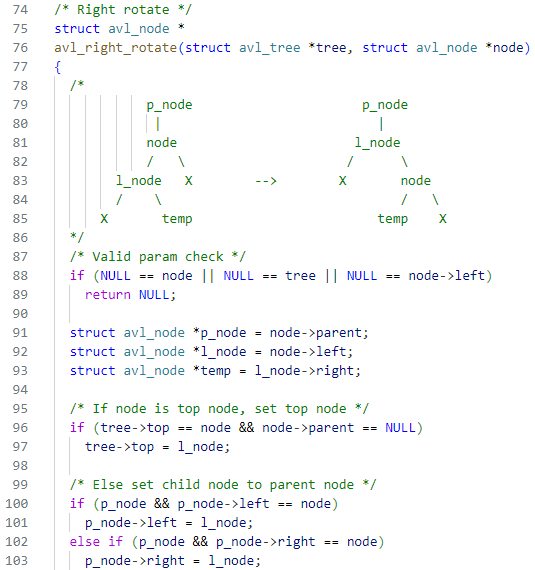 74 /* Right rotate */
75 struct avl_node *
76 avl_right_rotate(struct avl_tree *tree, struct avl_node *node)
77 {
78   /*
79             p_node                     p_node
80              |                           |
81             node                      l_node
82             /   \                    /      \
83         l_node   X       -->       X       node
84         /    \                             /   \
85       X       temp                      temp    X
86   */
87   /* Valid param check */
88   if (NULL == node || NULL == tree || NULL == node->left)
89     return NULL;
90
91   struct avl_node *p_node = node->parent;
92   struct avl_node *l_node = node->left;
93   struct avl_node *temp = l_node->right;
94
95   /* If node is top node, set top node */
96   if (tree->top == node && node->parent == NULL)
97     tree->top = l_node;
98
99   /* Else set child node to parent node */
100   if (p_node && p_node->left == node)
101     p_node->left = l_node;
102   else if (p_node && p_node->right == node)
103     p_node->right = l_node;